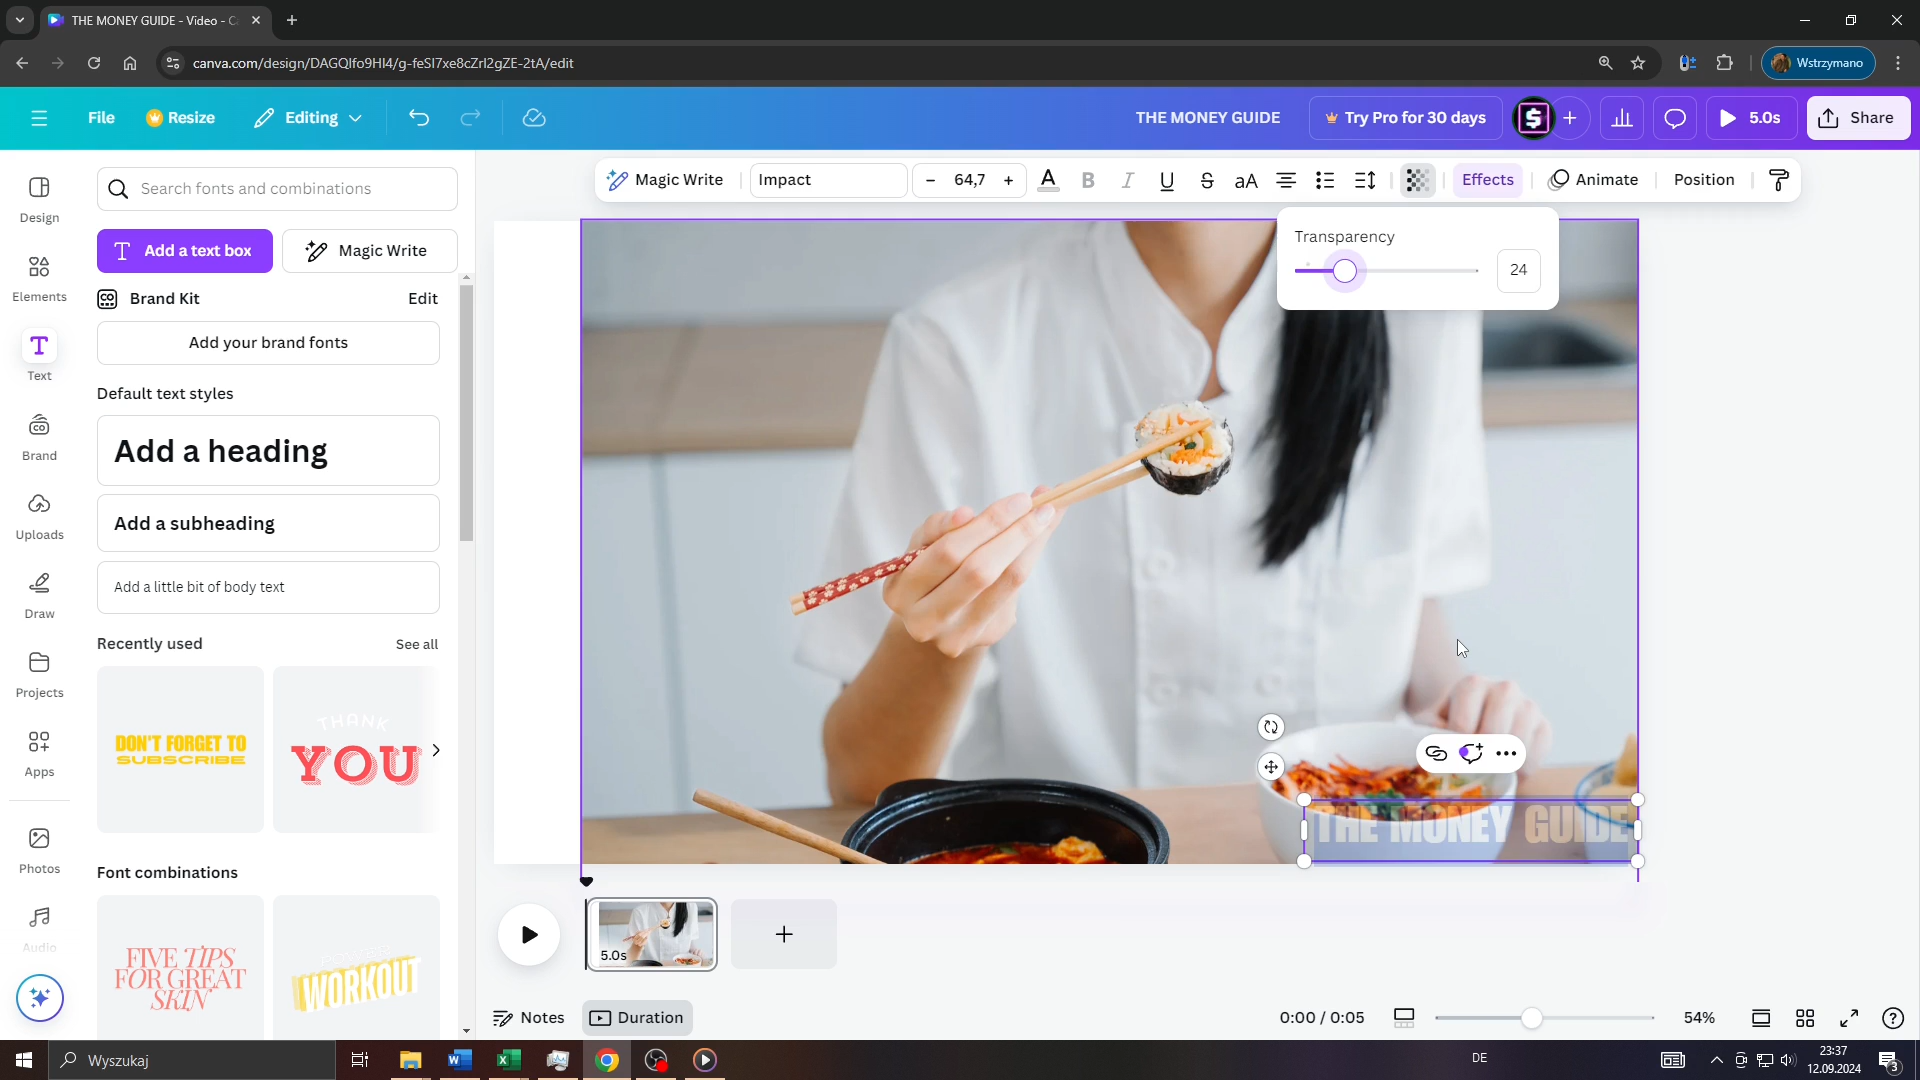 THE MONEY GUIDE - Video - C
canva.com/design/DAGQlfo9HI4/g-feSl7xe8cZrI2gZE-2tA/edit
Wstrzymano
File
Resize
Editing
THE MONEY GUIDE
Try Pro for 30 days
5.0s
Share
Design
Elements
Text
Brand
Uploads
Draw
Projects
Apps
Photos
Audio
Search fonts and combinations
Add a text box
Magic Write
Brand Kit
Edit
Add your brand fonts
Default text styles
Add a heading
Add a subheading
Add a little bit of body text
Recently used
See all
DON'T FORGET TO
SUBSCRIBE
THANK
YOU
Font combinations
FIVE TIPS
FOR GREAT
SKIN
WORKOUT
Magic Write
Impact
– 64,7 +
A
B
I
U
S
aA
Effects
Animate
Position
Transparency
24
THE MONEY GUIDE
5.0s
Notes
Duration
0:00 / 0:05
54%
Wyszukaj
DE
23:37
12.09.2024
3